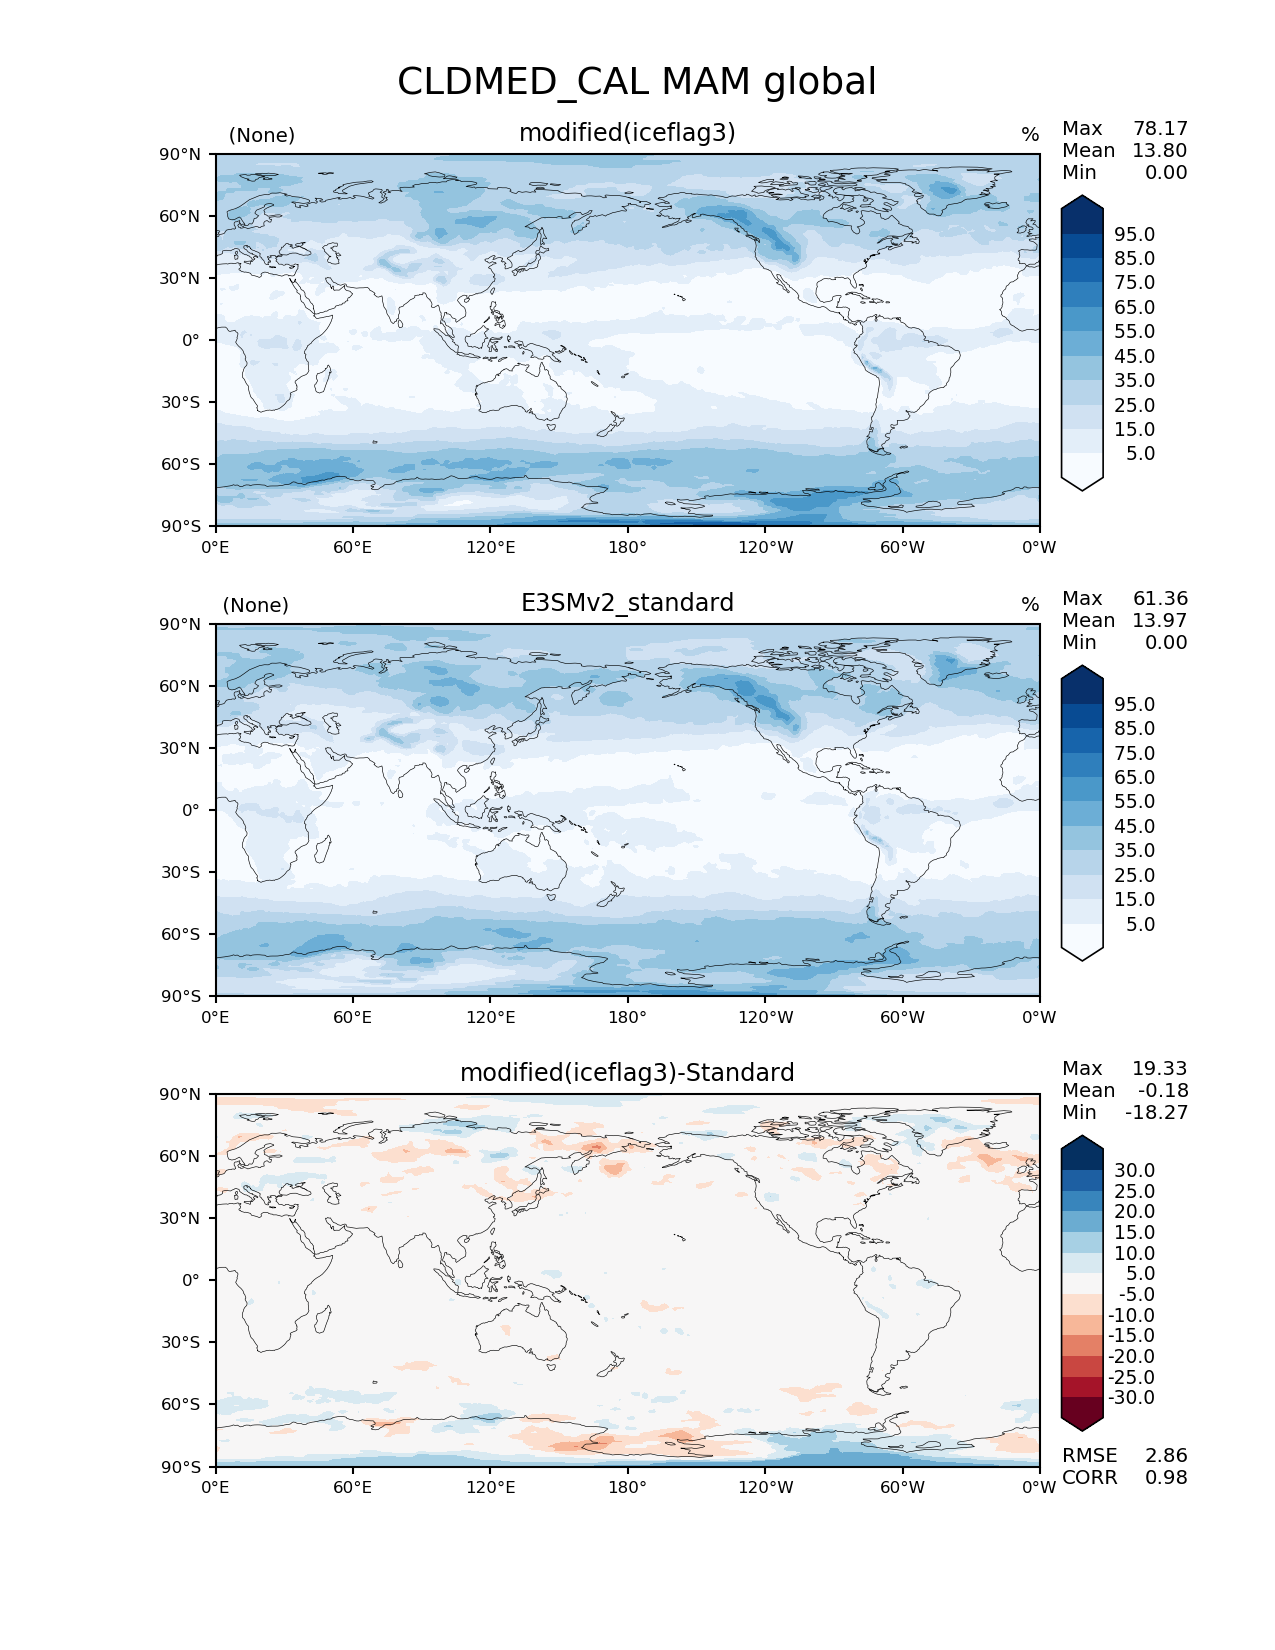 CLDMED_CAL MAM global
(None) modified(iceflag3) %
Max 78.17
Mean 13.80
Min 0.00
90°N
60°N
30°N
0°
30°S
60°S
90°S
0°E 60°E 120°E 180° 120°W 60°W 0°W
95.0
85.0
75.0
65.0
55.0
45.0
35.0
25.0
15.0
5.0
(None) E3SMv2_standard %
Max 61.36
Mean 13.97
Min 0.00
90°N
60°N
30°N
0°
30°S
60°S
90°S
0°E 60°E 120°E 180° 120°W 60°W 0°W
95.0
85.0
75.0
65.0
55.0
45.0
35.0
25.0
15.0
5.0
modified(iceflag3)-Standard
Max 19.33
Mean -0.18
Min -18.27
90°N
60°N
30°N
0°
30°S
60°S
90°S
0°E 60°E 120°E 180° 120°W 60°W 0°W
30.0
25.0
20.0
15.0
10.0
5.0
-5.0
-10.0
-15.0
-20.0
-25.0
-30.0
RMSE 2.86
CORR 0.98